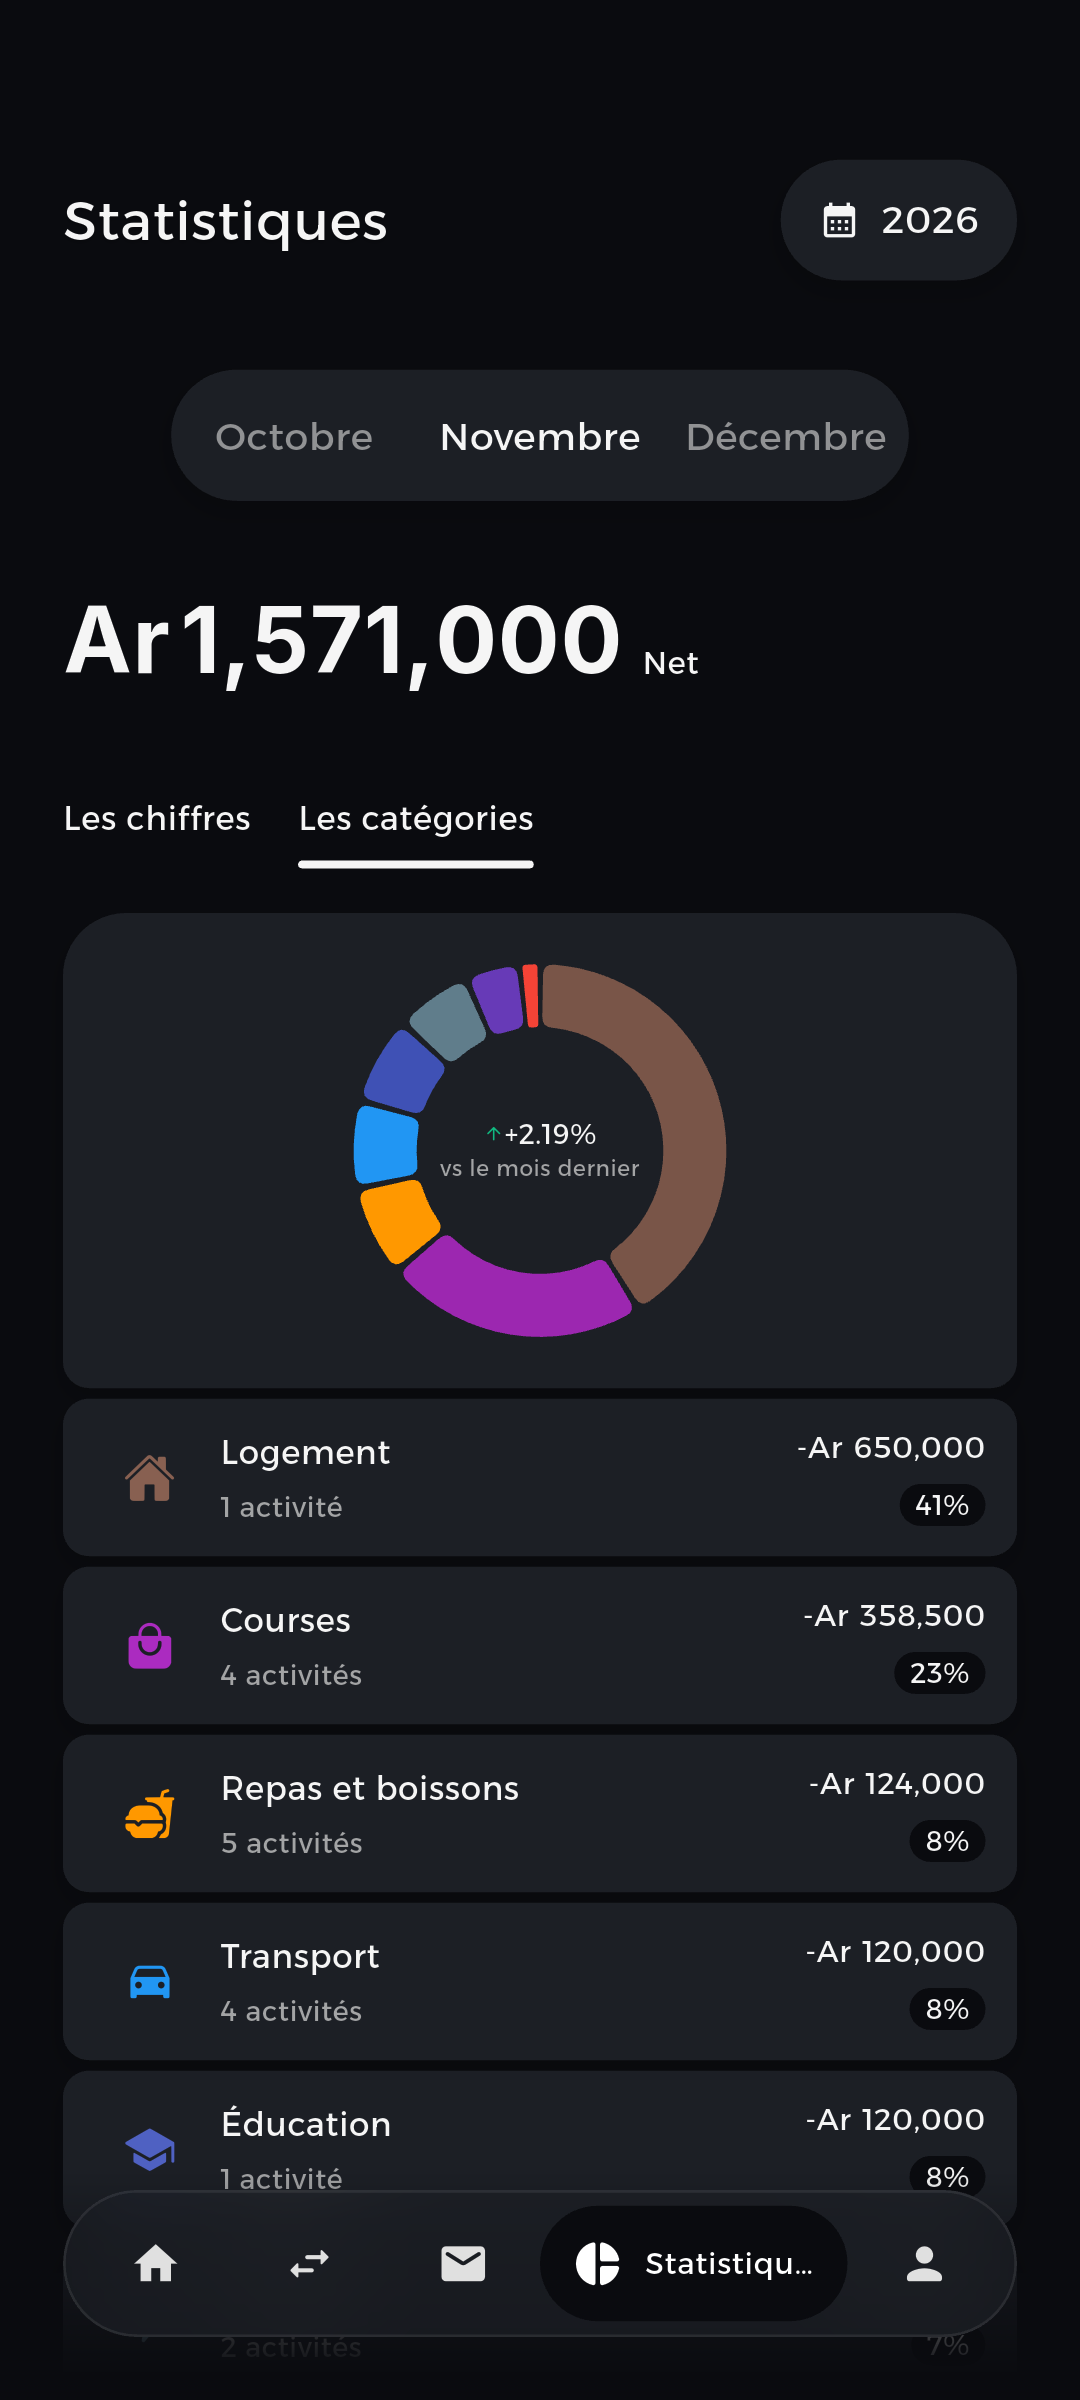 Statistiques
2026
Octobre Novembre Décembre
Ar 1,571,000 Net
Les chiffres Les catégories
+2.19%
vs le mois dernier
Logement -Ar 650,000
1 activité 41%
Courses -Ar 358,500
4 activités 23%
Repas et boissons -Ar 124,000
5 activités 8%
Transport -Ar 120,000
4 activités 8%
Éducation -Ar 120,000
1 activité 8%
Statistiqu...
2 activités 7%